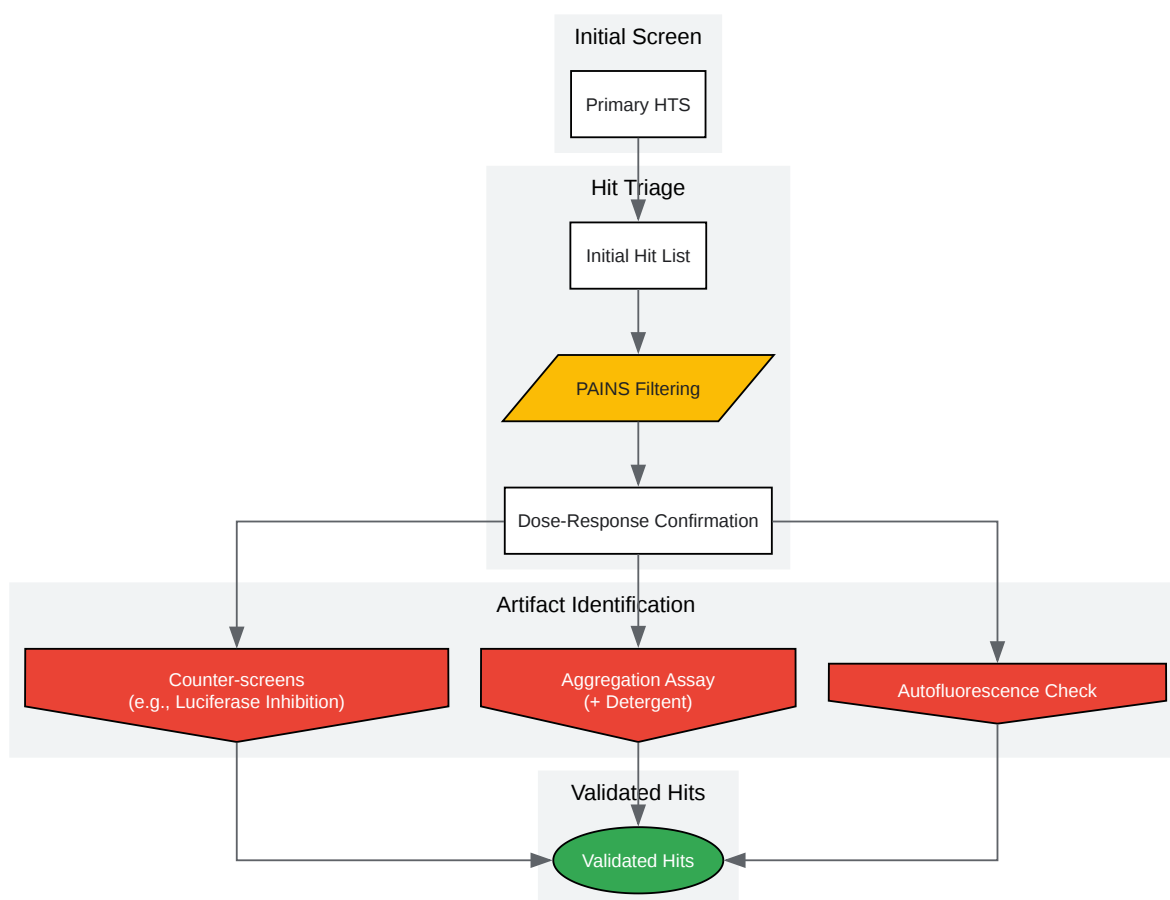 Initial Screen
Primary HTS
Hit Triage
Initial Hit List
PAINS Filtering
Dose-Response Confirmation
Artifact Identification
Counter-screens
(e.g., Luciferase Inhibition)
Aggregation Assay
(+ Detergent)
Autofluorescence Check
Validated Hits
Validated Hits